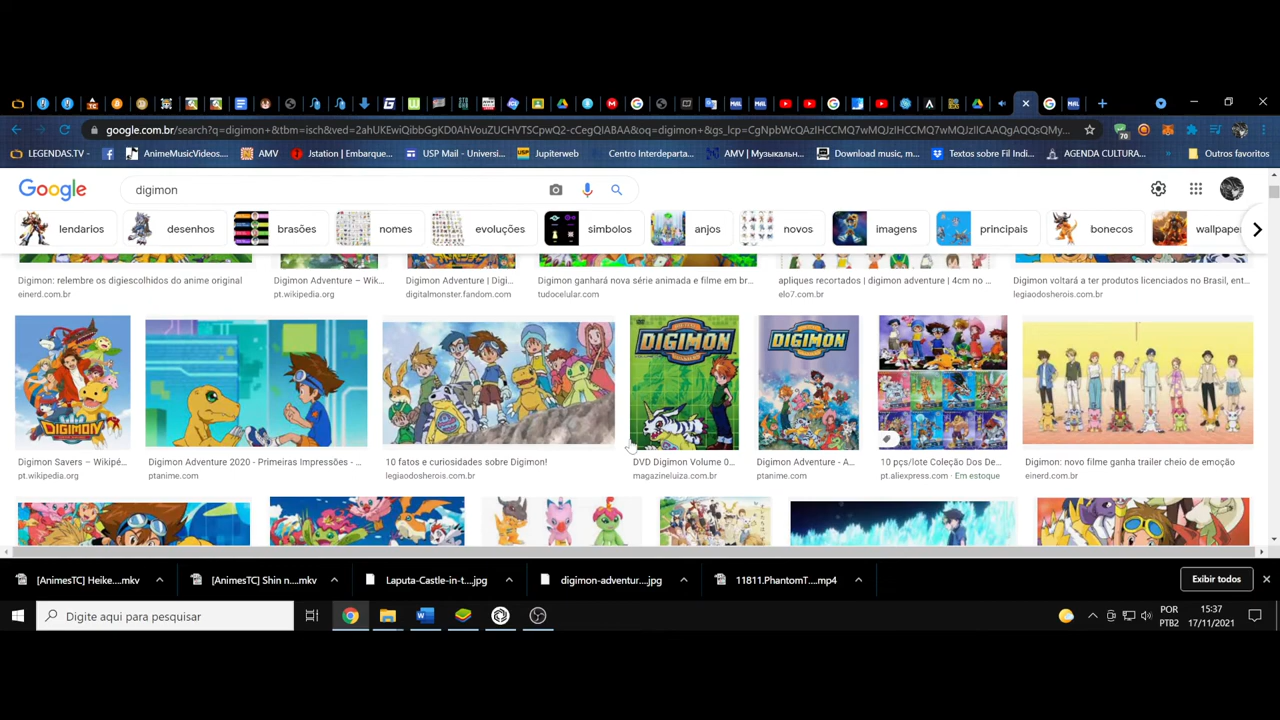 google.com.br/search?q=digimon+&tbm=isch&ved=2ahUKEwiQibbGgKD0AhVouZUCHVTSCpwQ2-cCegQIABAA&oq=digimon+&gs_lcp=CgNpbWcQAzIHCCMQ7wMQJzIHCCMQ7wMQJzIICAAQgAQQsQMy...
LEGENDAS.TV - AnimeMusicVideos.... AMV Jstation | Embarque... USP Mail - Universi... Jupiterweb Centro Interdeparta... AMV | Музыкальн... Download music, m... Textos sobre Fil Indi... AGENDA CULTURA... » Outros favoritos
Google digimon
lendarios desenhos brasões nomes evoluções simbolos anjos novos imagens principais bonecos wallpaper
Digimon: relembre os digiescolhidos do anime original
einerd.com.br
Digimon Adventure – Wik...
pt.wikipedia.org
Digimon Adventure | Digi...
digitalmonster.fandom.com
Digimon ganhará nova série animada e filme em br...
tudocelular.com
apliques recortados | digimon adventure | 4cm no ...
elo7.com.br
Digimon voltará a ter produtos licenciados no Brasil, ent...
legiaodosherois.com.br
DIGIMON
DIGIMON
DIGIMON
Digimon Savers – Wikipé...
pt.wikipedia.org
Digimon Adventure 2020 - Primeiras Impressões - ...
ptanime.com
10 fatos e curiosidades sobre Digimon!
legiaodosherois.com.br
DVD Digimon Volume 0...
magazineluiza.com.br
Digimon Adventure - A...
ptanime.com
10 pçs/lote Coleção Dos De...
pt.aliexpress.com · Em estoque
Digimon: novo filme ganha trailer cheio de emoção
einerd.com.br
[AnimesTC] Heike....mkv [AnimesTC] Shin n....mkv Laputa-Castle-in-t....jpg digimon-adventur....jpg 11811.PhantomT....mp4 Exibir todos
Digite aqui para pesquisar
POR
PTB2
15:37
17/11/2021